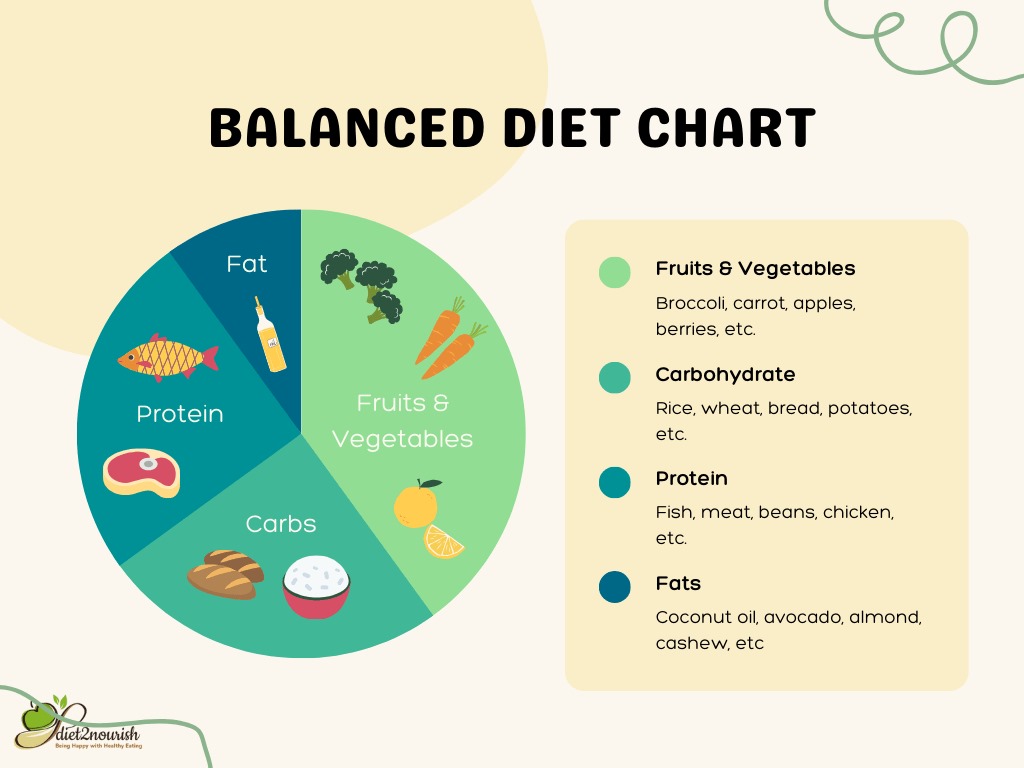 BALANCED DIET CHART
Fat
Protein
Fruits &
Vegetables
Carbs
Fruits & Vegetables
Broccoli, carrot, apples,
berries, etc.
Carbohydrate
Rice, wheat, bread, potatoes,
etc.
Protein
Fish, meat, beans, chicken,
etc.
Fats
Coconut oil, avocado, almond,
cashew, etc
diet2nourish
Being Happy with Healthy Eating